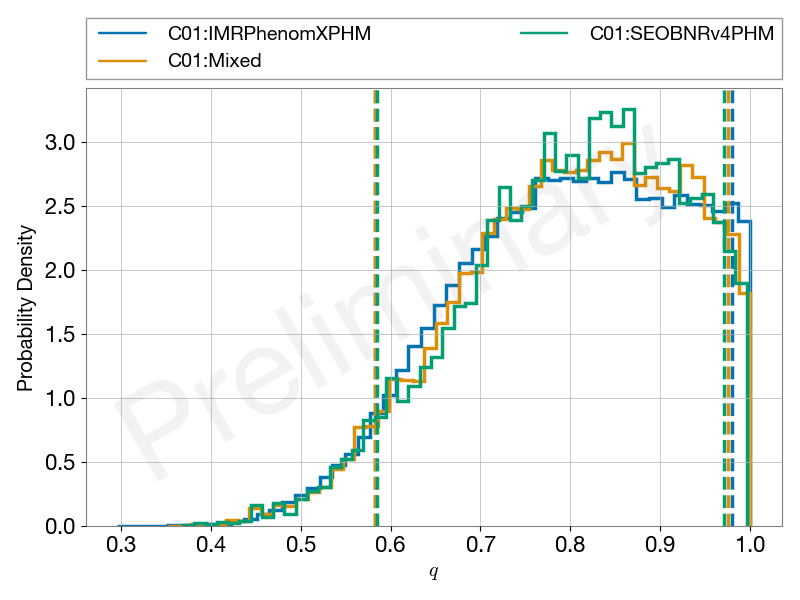 C01:IMRPhenomXPHM
C01:Mixed
C01:SEOBNRv4PHM
Preliminary
Probability Density
3.0
2.5
2.0
1.5
1.0
0.5
0.0
0.3 0.4 0.5 0.6 0.7 0.8 0.9 1.0
q